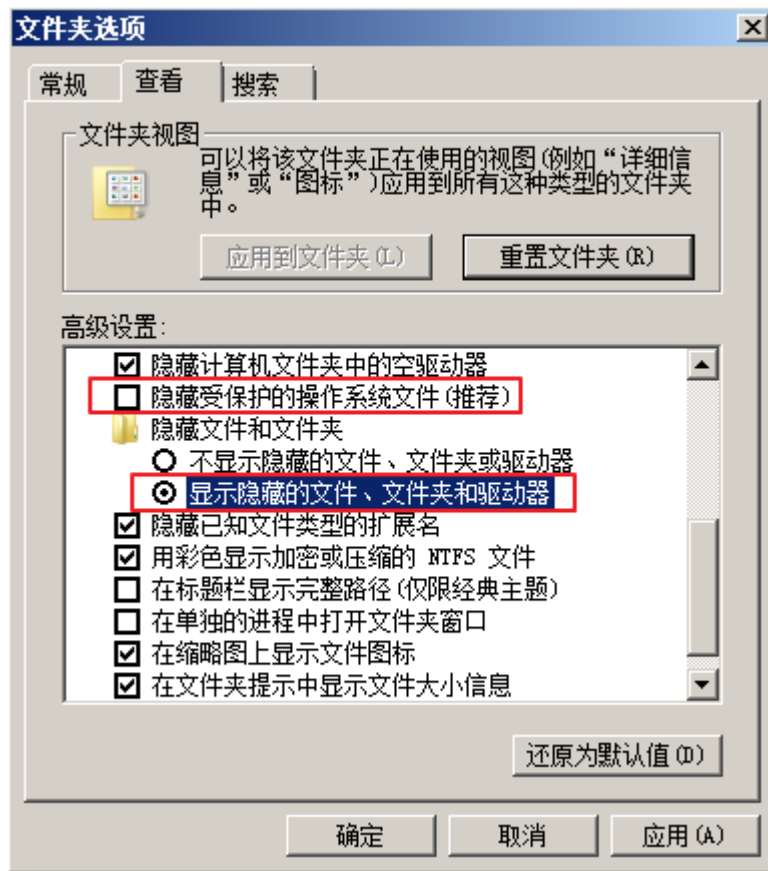 文件夹选项
常规 查看 搜索
文件夹视图
可以将该文件夹正在使用的视图(例如“详细信
息”或“图标”)应用到所有这种类型的文件夹
中。
应用到文件夹(L) 重置文件夹(R)
高级设置:
隐藏计算机文件夹中的空驱动器
隐藏受保护的操作系统文件(推荐)
隐藏文件和文件夹
不显示隐藏的文件、文件夹或驱动器
显示隐藏的文件、文件夹和驱动器
隐藏已知文件类型的扩展名
用彩色显示加密或压缩的 NTFS 文件
在标题栏显示完整路径(仅限经典主题)
在单独的进程中打开文件夹窗口
在缩略图上显示文件图标
在文件夹提示中显示文件大小信息
还原为默认值(D)
确定 取消 应用(A)